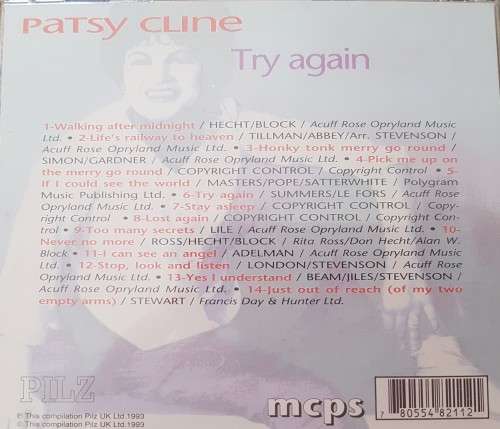 Patsy Cline
Try again
1-Walking after midnight / HECHT/BLOCK / Acuff Rose Opryland Music
Ltd. • 2-Life's railway to heaven / TILLMAN/ABBEY/Arr. STEVENSON /
Acuff Rose Opryland Music Ltd. • 3-Honky tonk merry go round /
SIMON/GARDNER / Acuff Rose Opryland Music Ltd. • 4-Pick me up on
the merry go round / COPYRIGHT CONTROL / Copyright Control • 5-
If I could see the world / MASTERS/POPE/SATTERWHITE / Polygram
Music Publishing Ltd. • 6-Try again / SUMMERS/LE FORS / Acuff Rose
Opryland Music Ltd. • 7-Stay asleep / COPYRIGHT CONTROL / Copy-
right Control • 8-Lost again / COPYRIGHT CONTROL / Copyright Con-
trol • 9-Too many secrets / LILE / Acuff Rose Opryland Music Ltd. • 10-
Never no more / ROSS/HECHT/BLOCK / Rita Ross/Don Hecht/Alan W.
Block • 11-I can see an angel / ADELMAN / Acuff Rose Opryland Music
Ltd. • 12-Stop, look and listen / LONDON/STEVENSON / Acuff Rose
Opryland Music Ltd. • 13-Yes I understand / BEAM/JILES/STEVENSON
/ Acuff Rose Opryland Music Ltd. • 14-Just out of reach (of my two
empty arms) / STEWART / Francis Day & Hunter Ltd.
PILZ
mcps
7 80554 82112
℗ This compilation Pilz UK Ltd.1993
© This compilation Pilz UK Ltd.1993